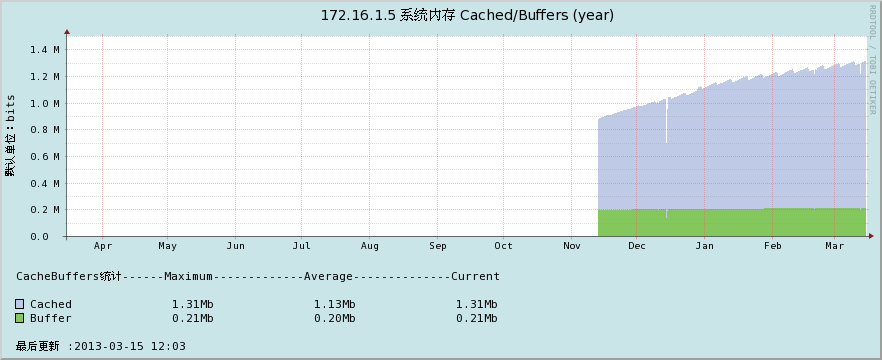 172.16.1.5 系统内存 Cached/Buffers (year)
RRDTOOL / TOBI OETIKER
默认单位：bits
1.4 M
1.2 M
1.0 M
0.8 M
0.6 M
0.4 M
0.2 M
0.0
Apr May Jun Jul Aug Sep Oct Nov Dec Jan Feb Mar
CacheBuffers统计------Maximum-------------Average--------------Current
Cached 1.31Mb 1.13Mb 1.31Mb
Buffer 0.21Mb 0.20Mb 0.21Mb
最后更新 :2013-03-15 12:03